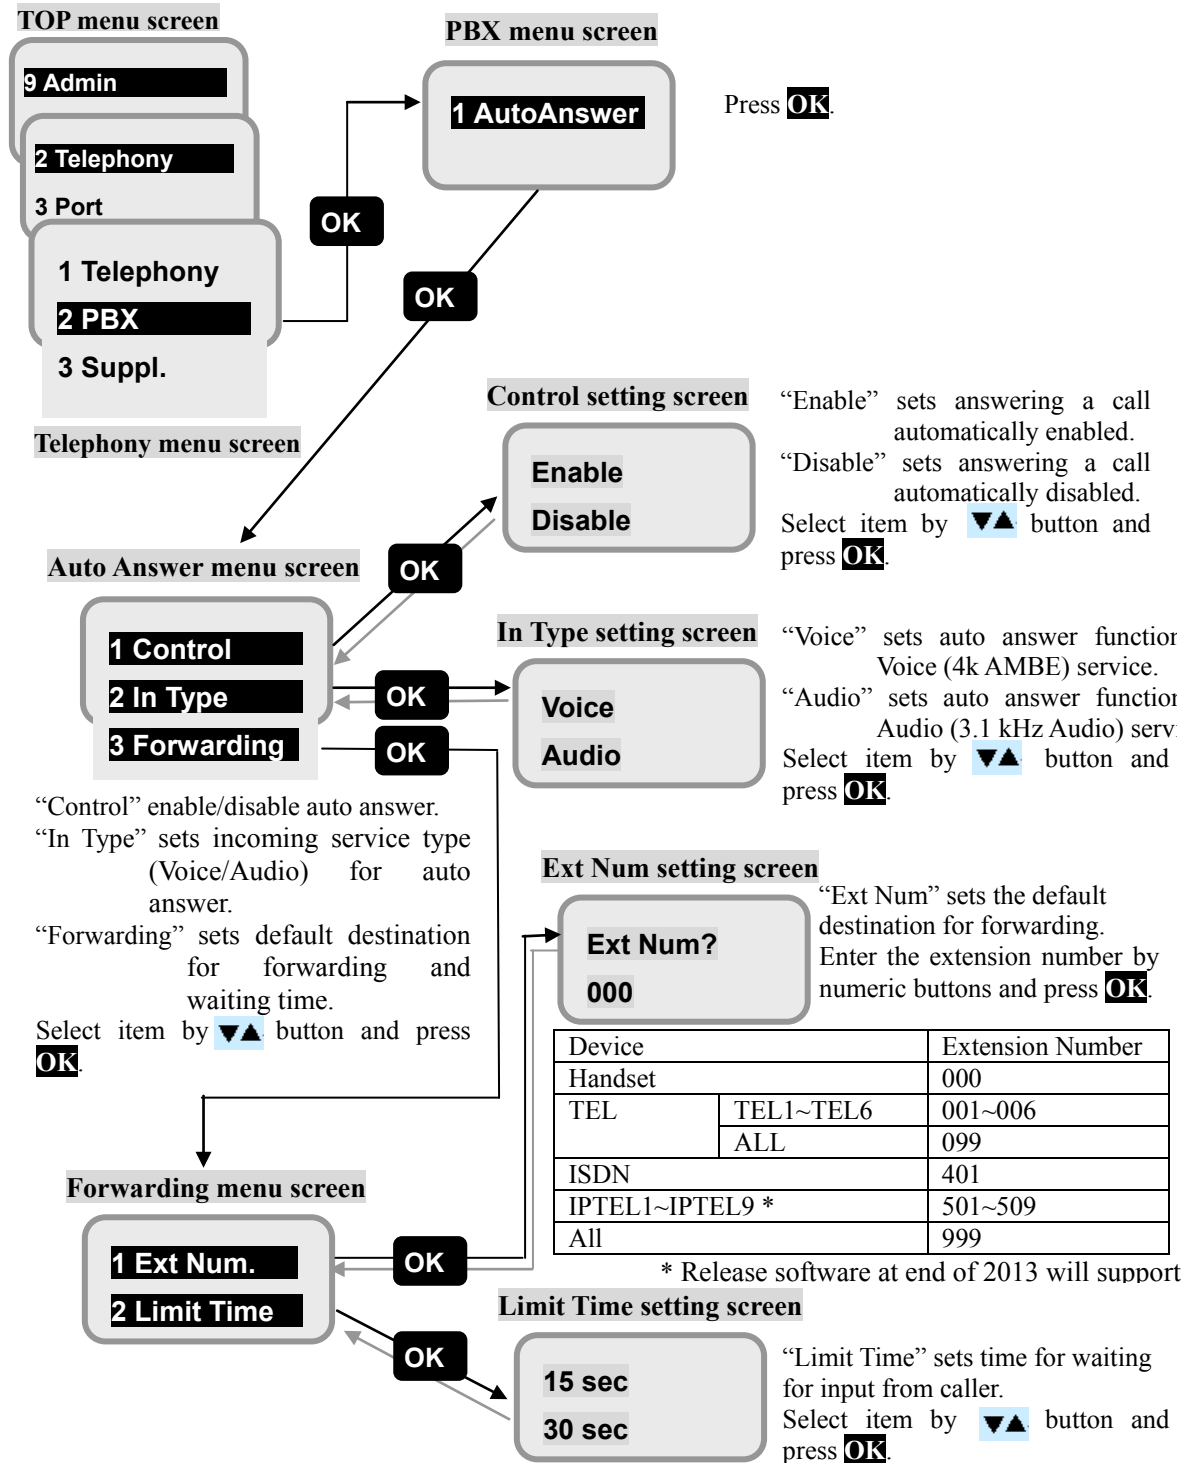 TOP menu screen
9 Admin
2 Telephony
3 Port
1 Telephony
2 PBX
3 Suppl.
Telephony menu screen
OK
PBX menu screen
1 AutoAnswer
Press OK.
OK
Auto Answer menu screen
1 Control
2 In Type
3 Forwarding
OK
OK
OK
Control setting screen
Enable
Disable
“Enable” sets answering a call
automatically enabled.
“Disable” sets answering a call
automatically disabled.
Select item by ▼▲ button and
press OK.
In Type setting screen
Voice
Audio
“Voice” sets auto answer function
Voice (4k AMBE) service.
“Audio” sets auto answer function
Audio (3.1 kHz Audio) servi
Select item by ▼▲ button and
press OK.
“Control” enable/disable auto answer.
“In Type” sets incoming service type
(Voice/Audio) for auto
answer.
“Forwarding” sets default destination
for forwarding and
waiting time.
Select item by ▼▲ button and press
OK.
Ext Num setting screen
Ext Num?
000
“Ext Num” sets the default
destination for forwarding.
Enter the extension number by
numeric buttons and press OK.
Device Extension Number
Handset 000
TEL TEL1~TEL6 001~006
ALL 099
ISDN 401
IPTEL1~IPTEL9 * 501~509
All 999
* Release software at end of 2013 will support
Forwarding menu screen
1 Ext Num.
2 Limit Time
OK
OK
Limit Time setting screen
15 sec
30 sec
“Limit Time” sets time for waiting
for input from caller.
Select item by ▼▲ button and
press OK.